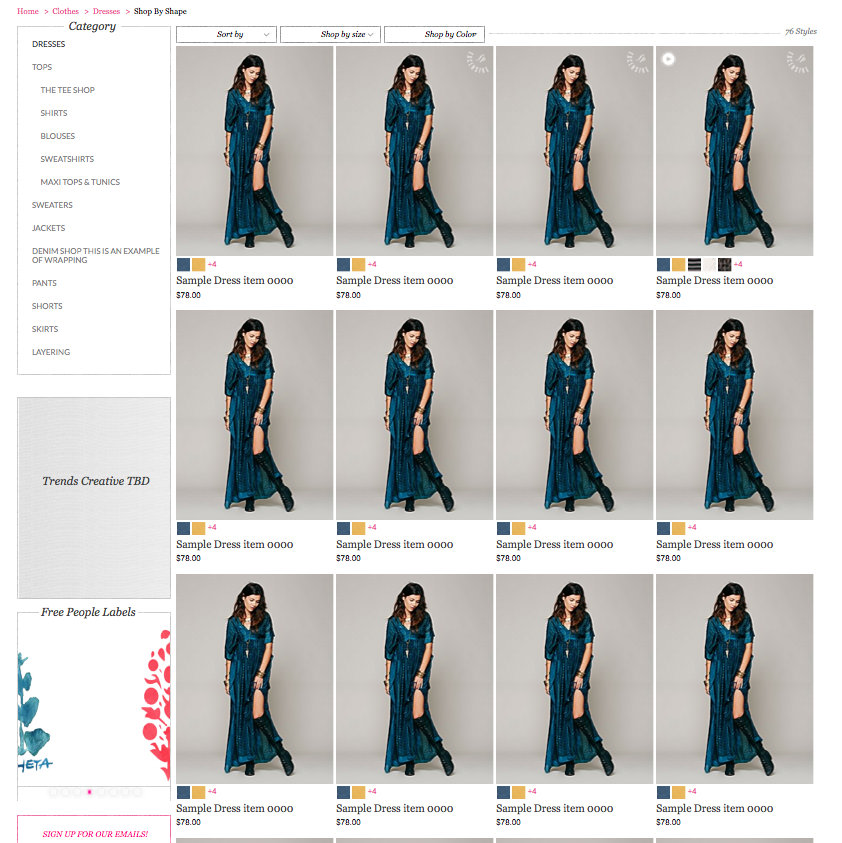 Home > Clothes > Dresses > Shop By Shape
Category
DRESSES
TOPS
THE TEE SHOP
SHIRTS
BLOUSES
SWEATSHIRTS
MAXI TOPS & TUNICS
SWEATERS
JACKETS
DENIM SHOP THIS IS AN EXAMPLE
OF WRAPPING
PANTS
SHORTS
SKIRTS
LAYERING
Trends Creative TBD
Free People Labels
HETA
SIGN UP FOR OUR EMAILS!
Sort by
Shop by size
Shop by Color
76 Styles
+4
Sample Dress item 0000
$78.00
+4
Sample Dress item 0000
$78.00
+4
Sample Dress item 0000
$78.00
+4
Sample Dress item 0000
$78.00
+4
Sample Dress item 0000
$78.00
+4
Sample Dress item 0000
$78.00
+4
Sample Dress item 0000
$78.00
+4
Sample Dress item 0000
$78.00
+4
Sample Dress item 0000
$78.00
+4
Sample Dress item 0000
$78.00
+4
Sample Dress item 0000
$78.00
+4
Sample Dress item 0000
$78.00